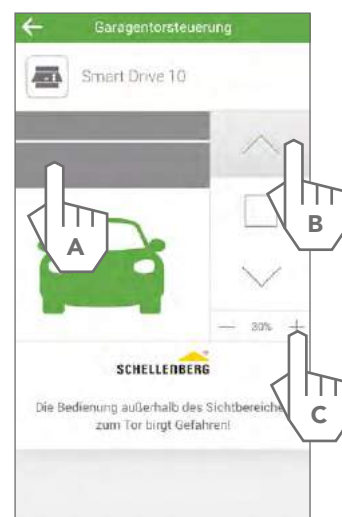 Garagentorsteuerung
Smart Drive 10
A
B
— 30% +
C
SCHELLENBERG
Die Bedienung außerhalb des Sichtbereiches
zum Tor birgt Gefahren!